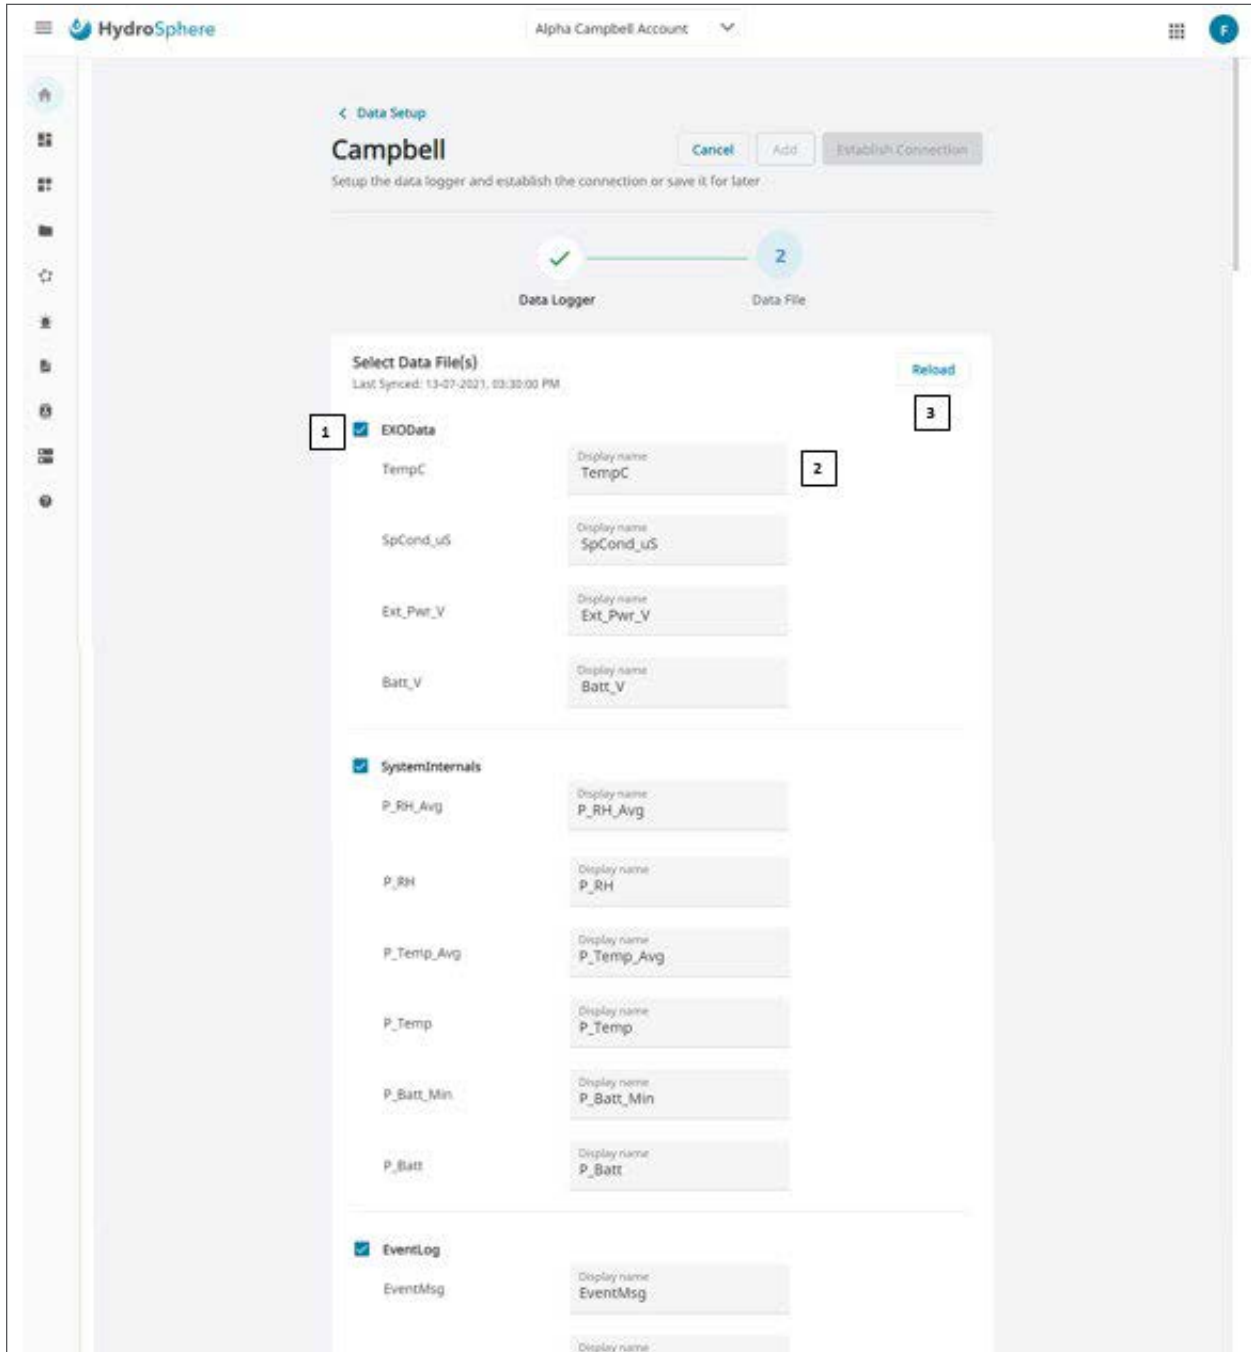 HydroSphere
Alpha Campbell Account
F
Data Setup
Campbell
Cancel
Add
Establish Connection
Setup the data logger and establish the connection or save it for later
2
Data Logger
Data File
Select Data File(s)
Last Synced: 13-07-2021, 03:30:00 PM
Reload
3
1
EXOData
TempC
Display name
TempC
2
SpCond_uS
Display name
SpCond_uS
Ext_Pwr_V
Display name
Ext_Pwr_V
Batt_V
Display name
Batt_V
SystemInternals
P_RH_Avg
Display name
P_RH_Avg
P_RH
Display name
P_RH
P_Temp_Avg
Display name
P_Temp_Avg
P_Temp
Display name
P_Temp
P_Batt_Min
Display name
P_Batt_Min
P_Batt
Display name
P_Batt
EventLog
EventMsg
Display name
EventMsg
Display name